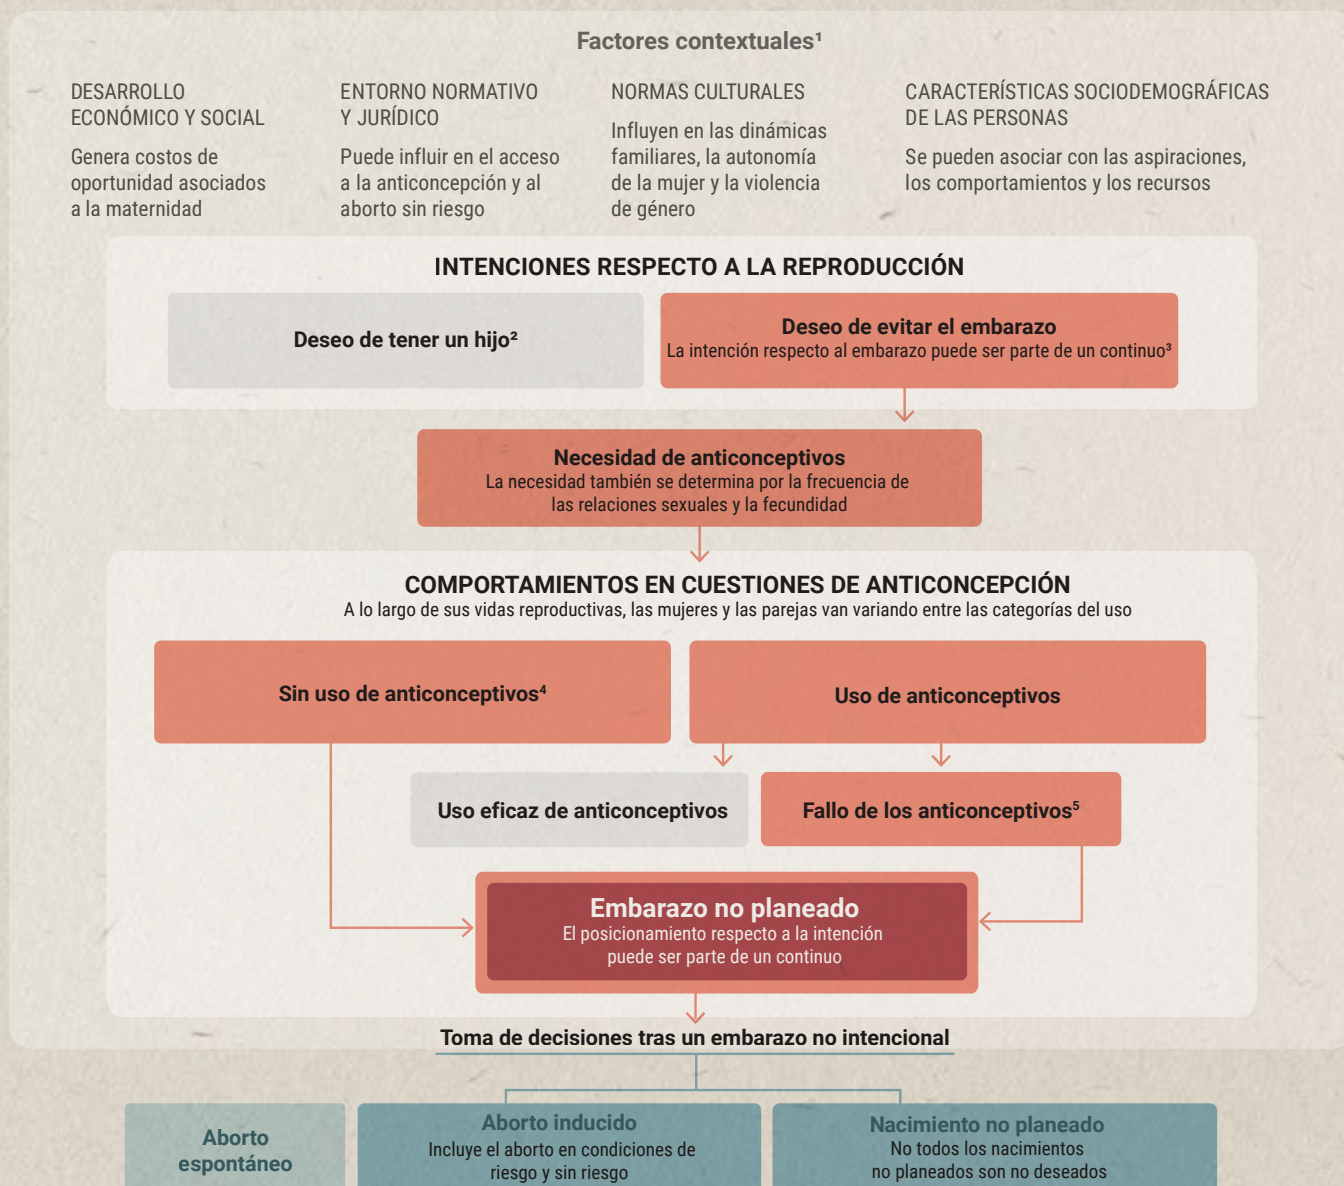 Factores contextuales¹
DESARROLLO
ECONÓMICO Y SOCIAL
Genera costos de
oportunidad asociados
a la maternidad
ENTORNO NORMATIVO
Y JURÍDICO
Puede influir en el acceso
a la anticoncepción y al
aborto sin riesgo
NORMAS CULTURALES
Influyen en las dinámicas
familiares, la autonomía
de la mujer y la violencia
de género
CARACTERÍSTICAS SOCIODEMOGRÁFICAS
DE LAS PERSONAS
Se pueden asociar con las aspiraciones,
los comportamientos y los recursos
INTENCIONES RESPECTO A LA REPRODUCCIÓN
Deseo de tener un hijo²
Deseo de evitar el embarazo
La intención respecto al embarazo puede ser parte de un continuo³
Necesidad de anticonceptivos
La necesidad también se determina por la frecuencia de
las relaciones sexuales y la fecundidad
COMPORTAMIENTOS EN CUESTIONES DE ANTICONCEPCIÓN
A lo largo de sus vidas reproductivas, las mujeres y las parejas van variando entre las categorías del uso
Sin uso de anticonceptivos⁴
Uso de anticonceptivos
Uso eficaz de anticonceptivos
Fallo de los anticonceptivos⁵
Embarazo no planeado
El posicionamiento respecto a la intención
puede ser parte de un continuo
Toma de decisiones tras un embarazo no intencional
Aborto
espontáneo
Aborto inducido
Incluye el aborto en condiciones de
riesgo y sin riesgo
Nacimiento no planeado
No todos los nacimientos
no planeados son no deseados